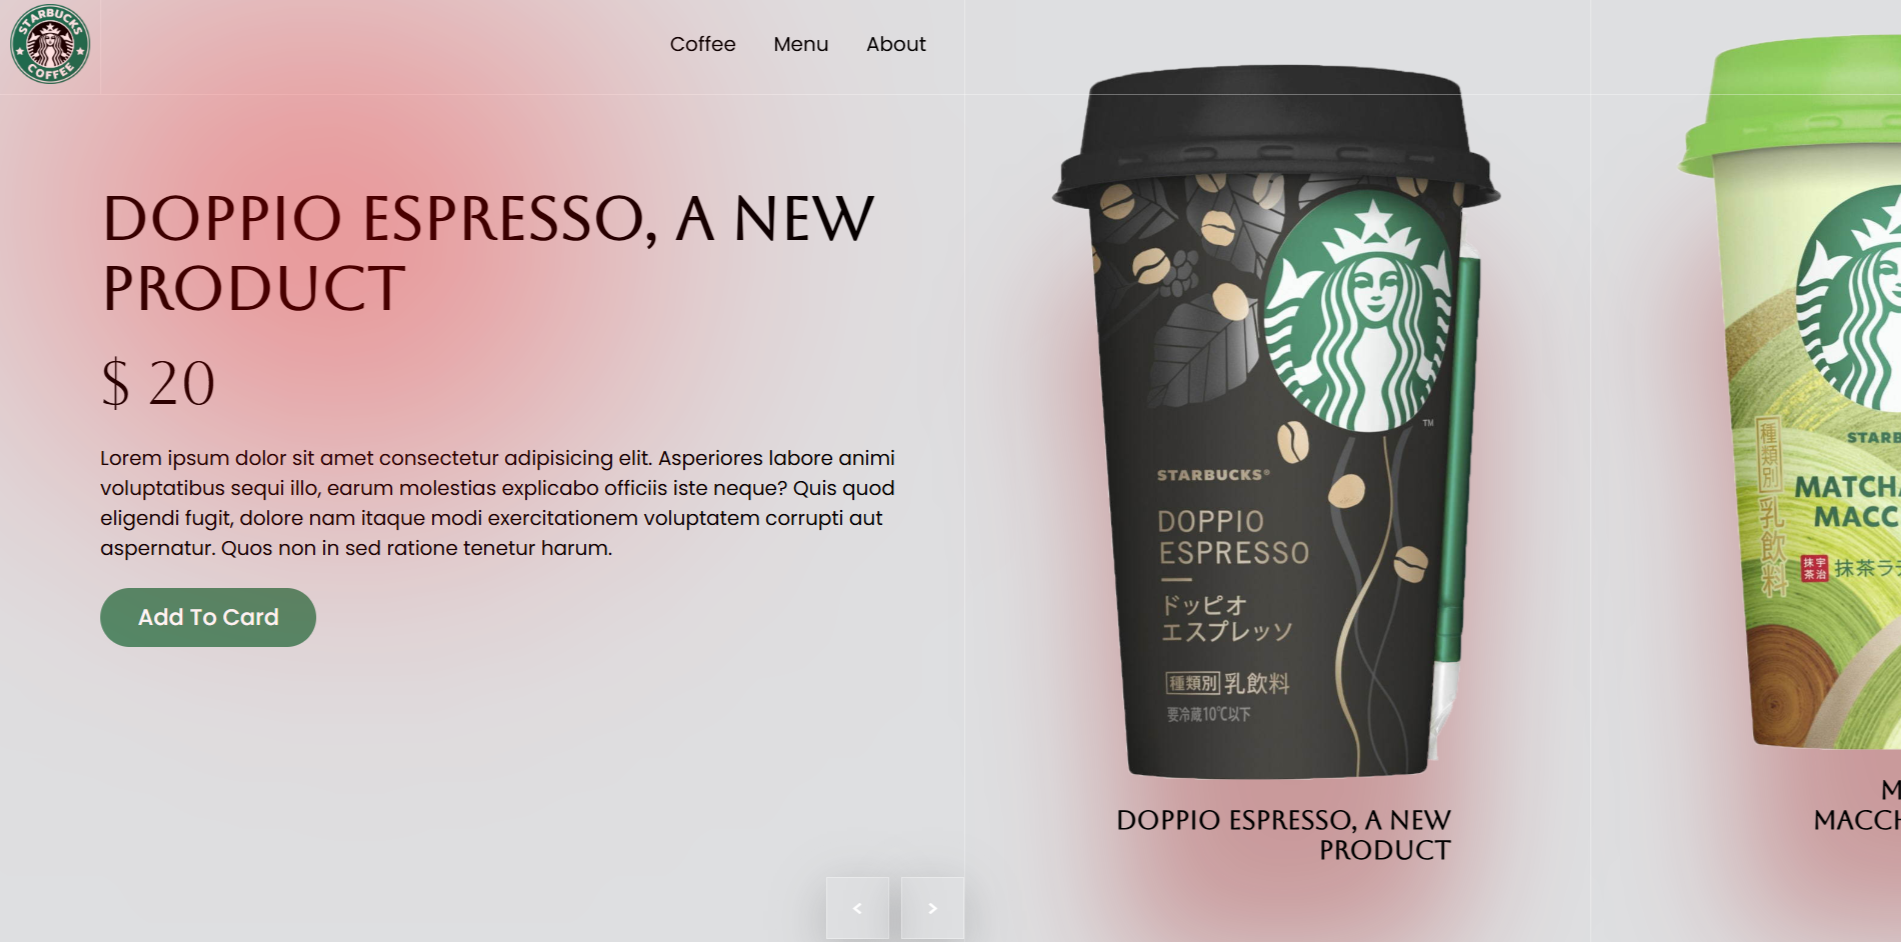 STARBUCKS
COFFEE
Coffee
Menu
About
DOPPIO ESPRESSO, A NEW
PRODUCT
$ 20
Lorem ipsum dolor sit amet consectetur adipisicing elit. Asperiores labore animi
voluptatibus sequi illo, earum molestias explicabo officiis iste neque? Quis quod
eligendi fugit, dolore nam itaque modi exercitationem voluptatem corrupti aut
aspernatur. Quos non in sed ratione tenetur harum.
Add To Card
<
>
TM
STARBUCKS®
DOPPIO
ESPRESSO
ドッピオ
エスプレッソ
種類別 乳飲料
要冷蔵10℃以下
DOPPIO ESPRESSO, A NEW
PRODUCT
種類別 乳飲料
STARB
MATCHA
MACC
宇治抹茶
抹茶ラテ
M
MACCH